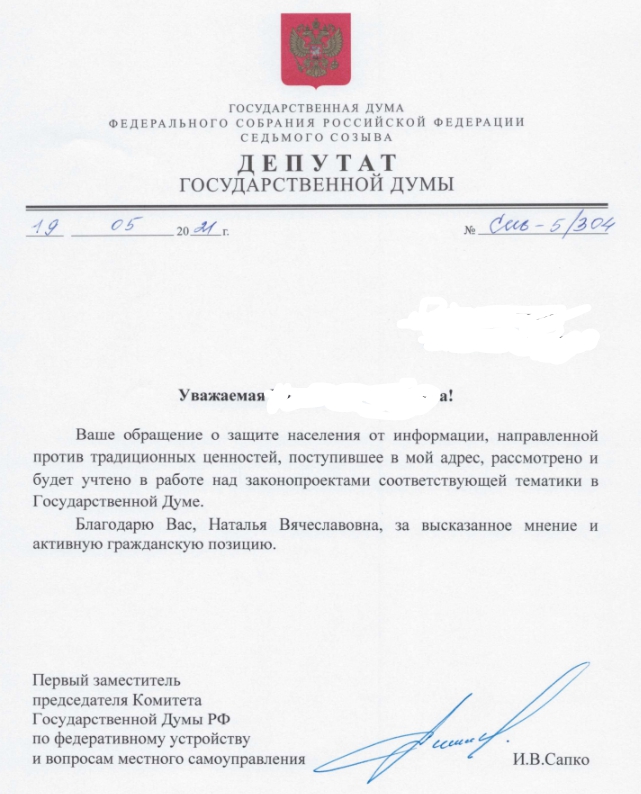 ГОСУДАРСТВЕННАЯ ДУМА
ФЕДЕРАЛЬНОГО СОБРАНИЯ РОССИЙСКОЙ ФЕДЕРАЦИИ
СЕДЬМОГО СОЗЫВА
ДЕПУТАТ
ГОСУДАРСТВЕННОЙ ДУМЫ
19 05 2021 г. № СИВ-5/304
Уважаемая а!
Ваше обращение о защите населения от информации, направленной
против традиционных ценностей, поступившее в мой адрес, рассмотрено и
будет учтено в работе над законопроектами соответствующей тематики в
Государственной Думе.
Благодарю Вас, Наталья Вячеславовна, за высказанное мнение и
активную гражданскую позицию.
Первый заместитель
председателя Комитета
Государственной Думы РФ
по федеративному устройству
и вопросам местного самоуправления И.В.Сапко